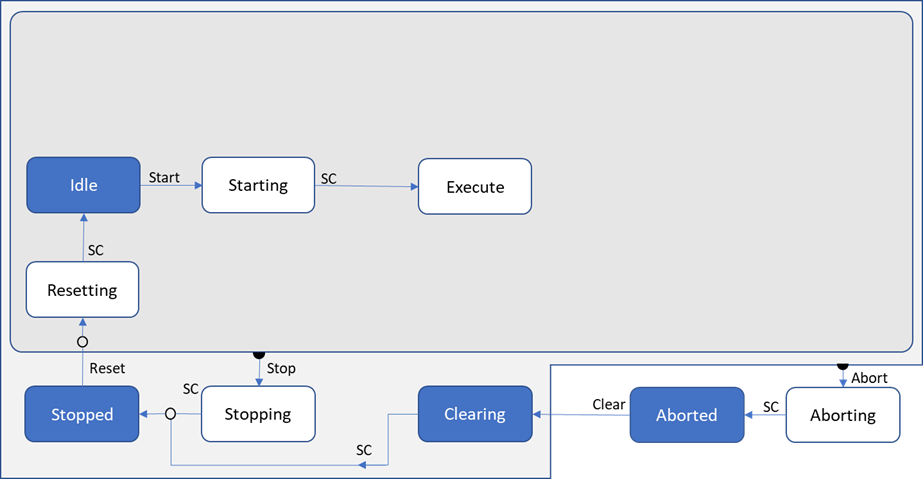 Idle
Start
Starting
SC
Execute
SC
Resetting
Reset
Stop
Abort
SC
Stopped
Stopping
Clearing
Clear
Aborted
SC
Aborting
SC